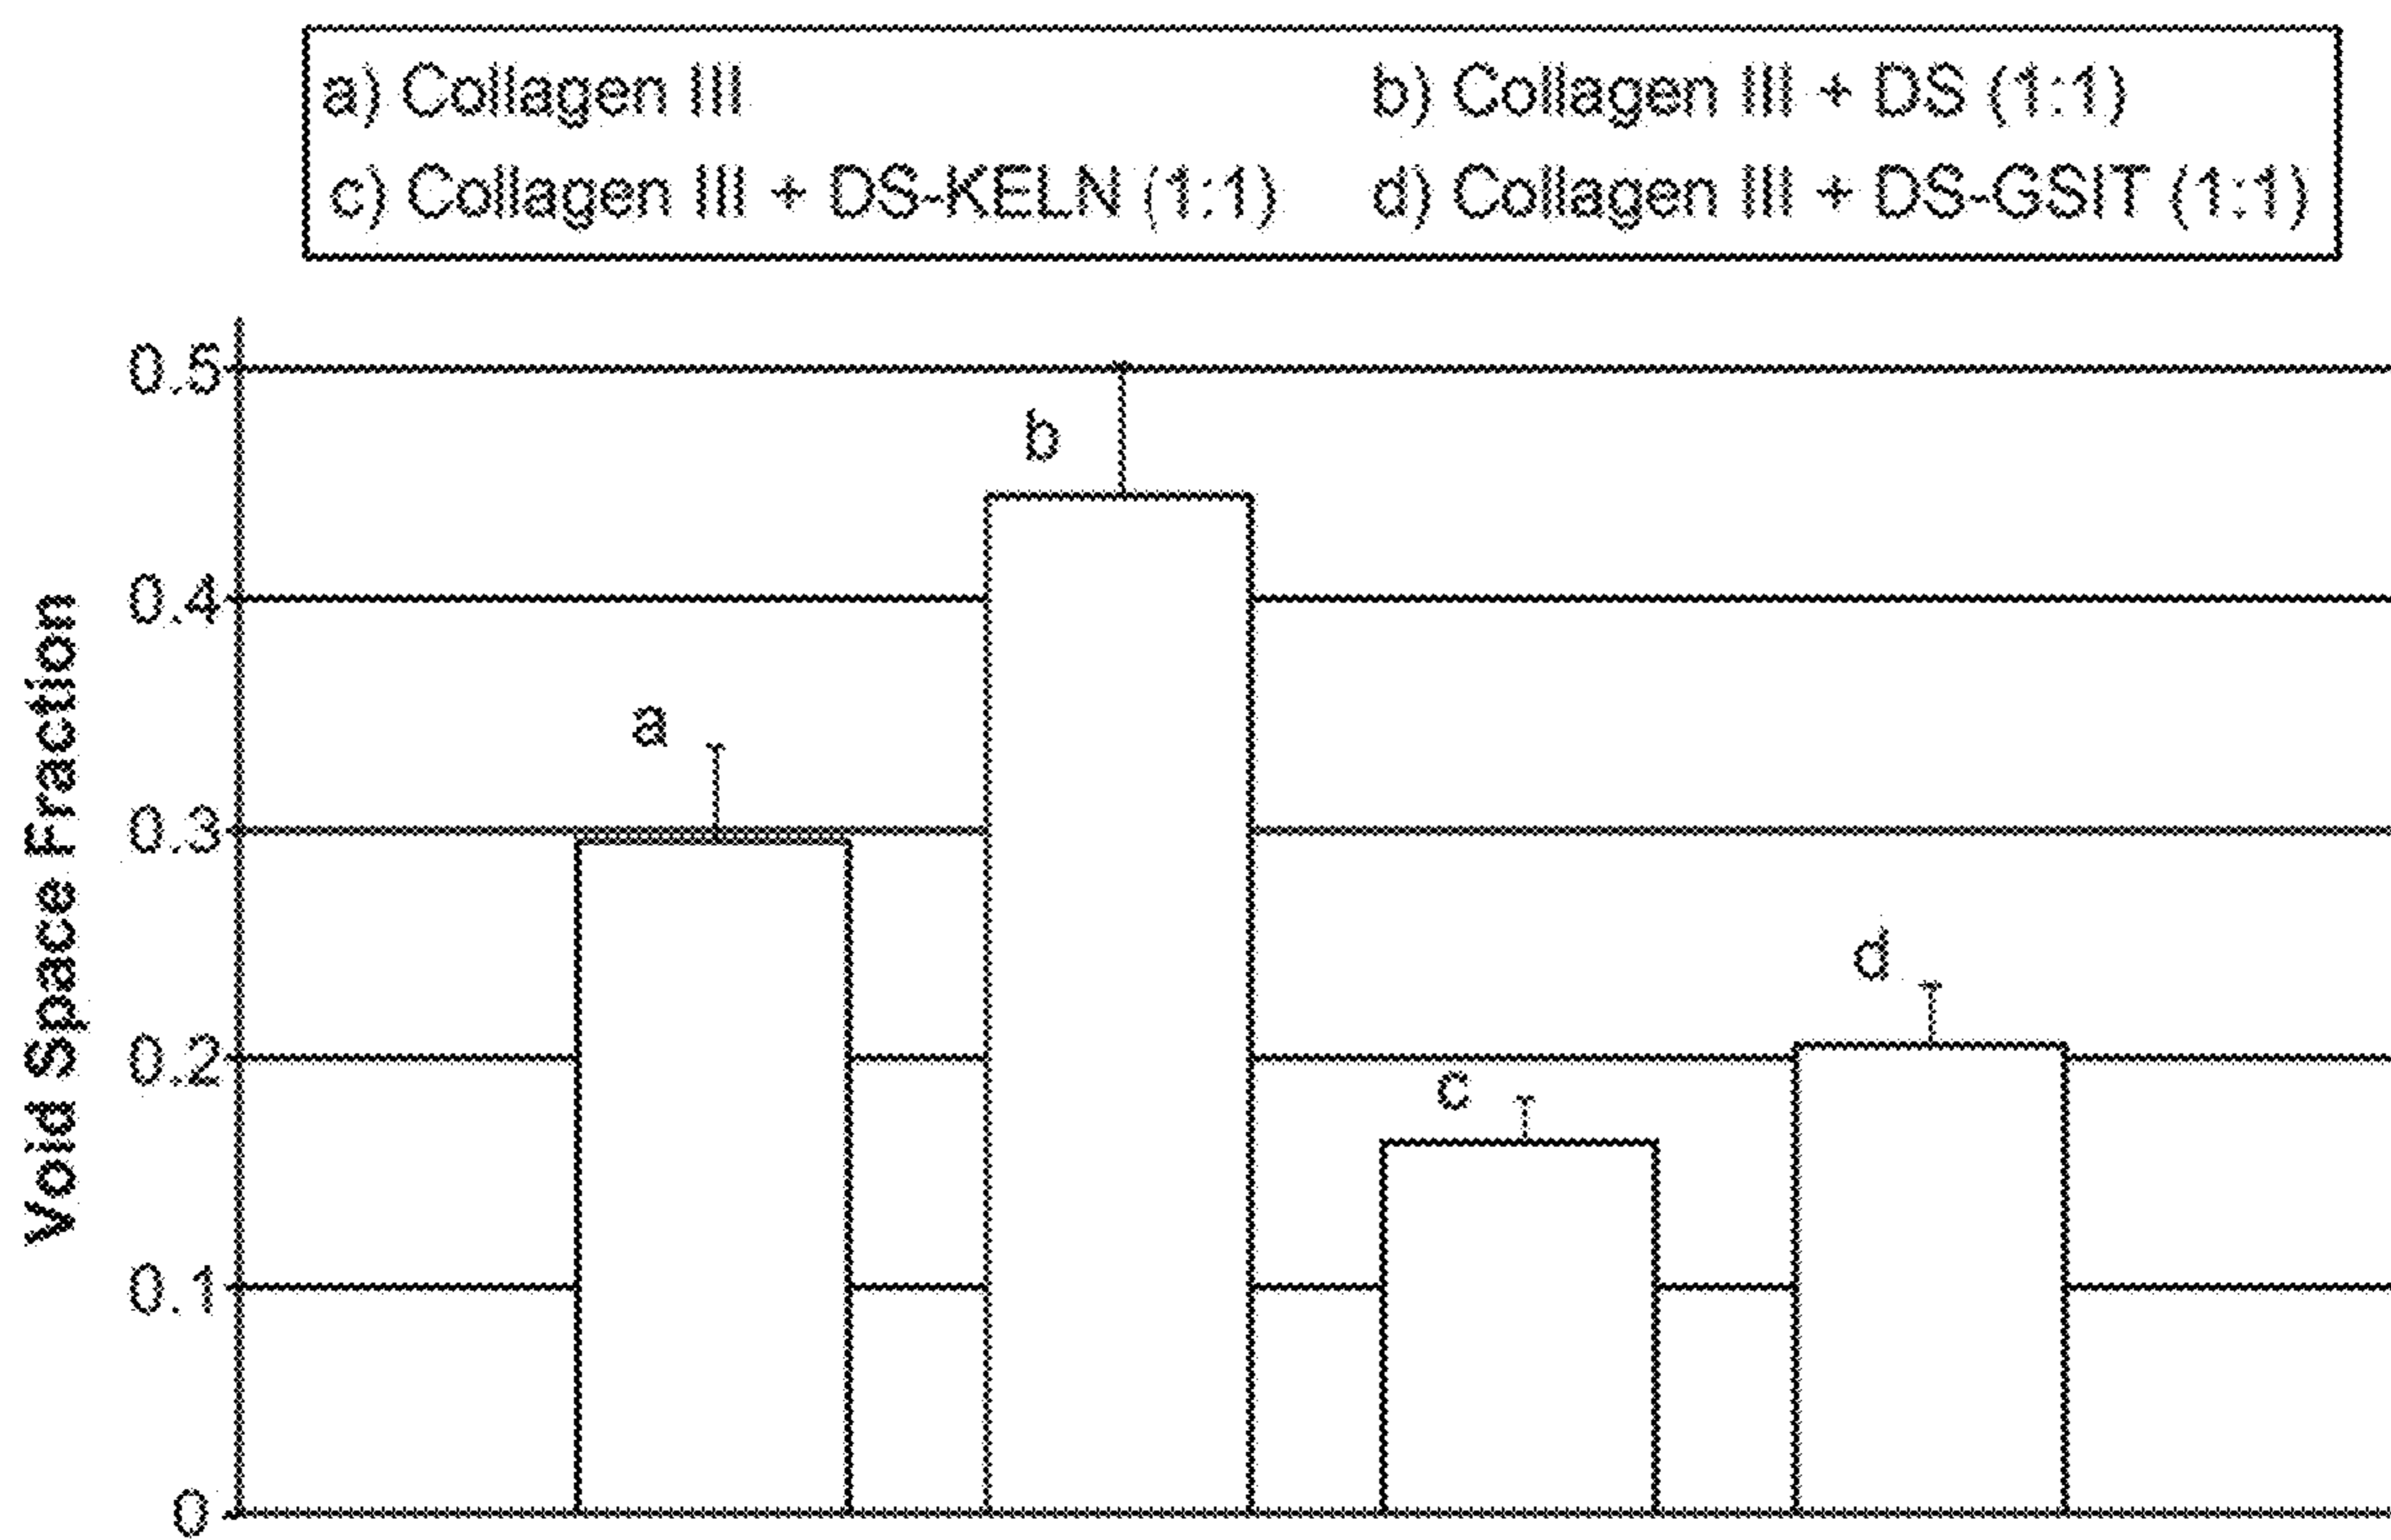 a) Collagen III b) Collagen III + DS (1:1)
c) Collagen III + DS-KELN (1:1) d) Collagen III + DS-GSIT (1:1)
Void Space Fraction
0.5
b
0.4
a
0.3
d
0.2
c
0.1
0